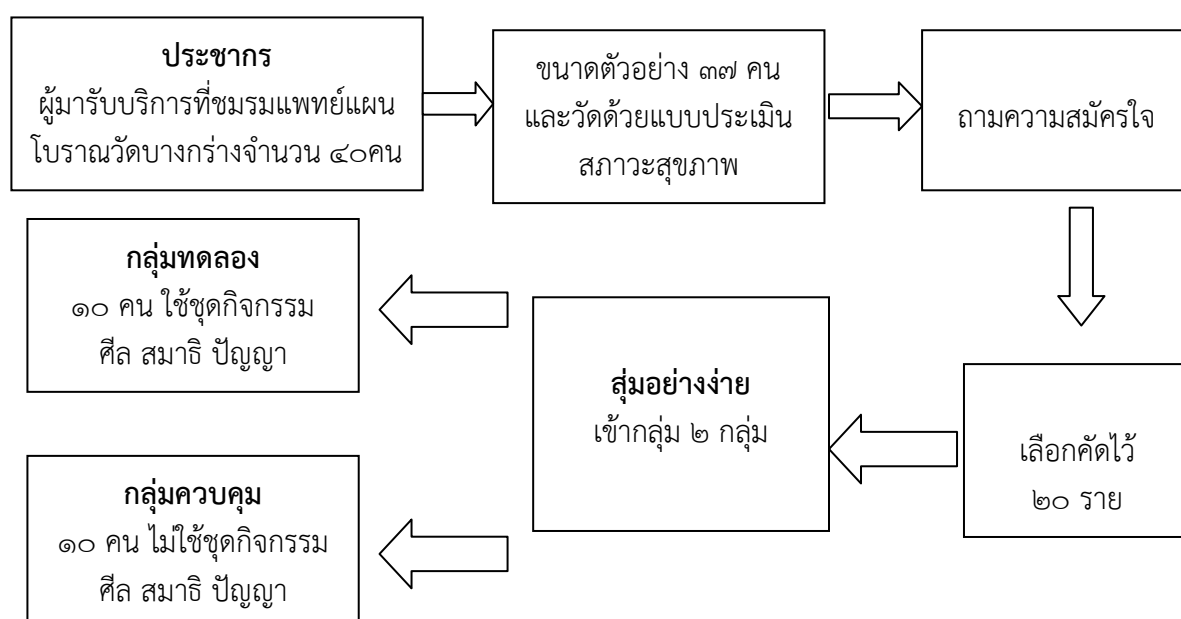 ประชากร
ผู้มารับบริการที่ชมรมแพทย์แผน
โบราณวัดบางกร่างจำนวน ๔๐คน
ขนาดตัวอย่าง ๓๗ คน
และวัดด้วยแบบประเมิน
สภาวะสุขภาพ
ถามความสมัครใจ
เลือกคัดไว้
๒๐ ราย
สุ่มอย่างง่าย
เข้ากลุ่ม ๒ กลุ่ม
กลุ่มทดลอง
๑๐ คน ใช้ชุดกิจกรรม
ศีล สมาธิ ปัญญา
กลุ่มควบคุม
๑๐ คน ไม่ใช้ชุดกิจกรรม
ศีล สมาธิ ปัญญา